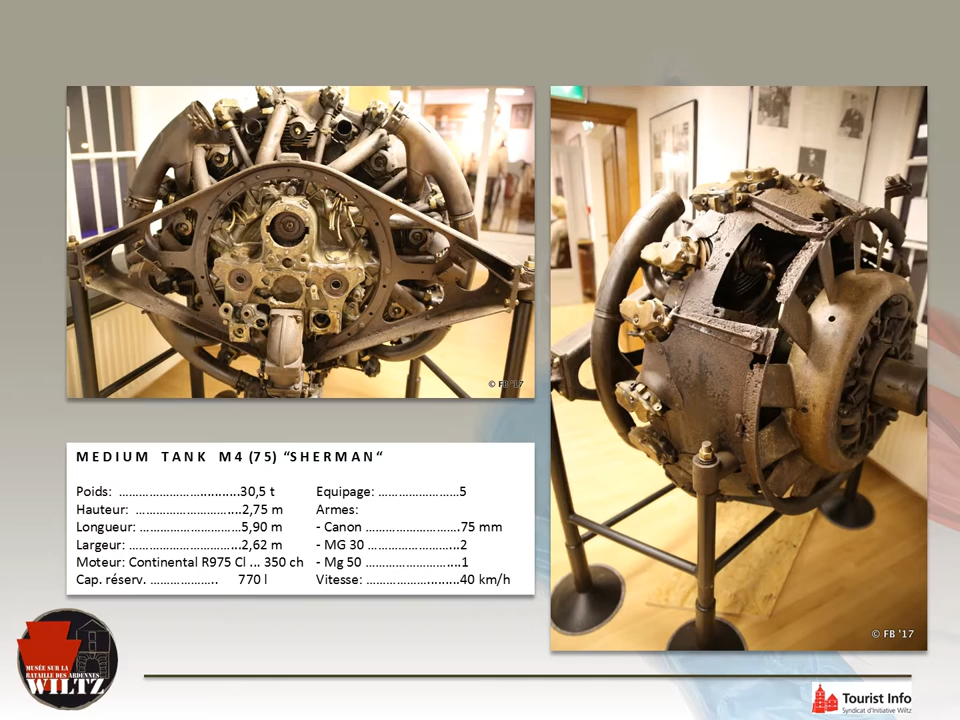 © FB '17
MEDIUM TANK M4 (75) “SHERMAN“
Poids: ……………………...........30,5 t
Hauteur: ………………………....2,75 m
Longueur: …………………………5,90 m
Largeur: …………………………...2,62 m
Moteur: Continental R975 Cl ... 350 ch
Cap. réserv. ……………….. 770 l
Equipage: ……………………5
Armes:
- Canon ……………………….75 mm
- MG 30 ……………………...2
- Mg 50 …………………....1
Vitesse: ………………........40 km/h
© FB '17
MUSÉE SUR LA
BATAILLE DES ARDENNES
WILTZ
Tourist Info
Syndicat d'Initiative Wiltz